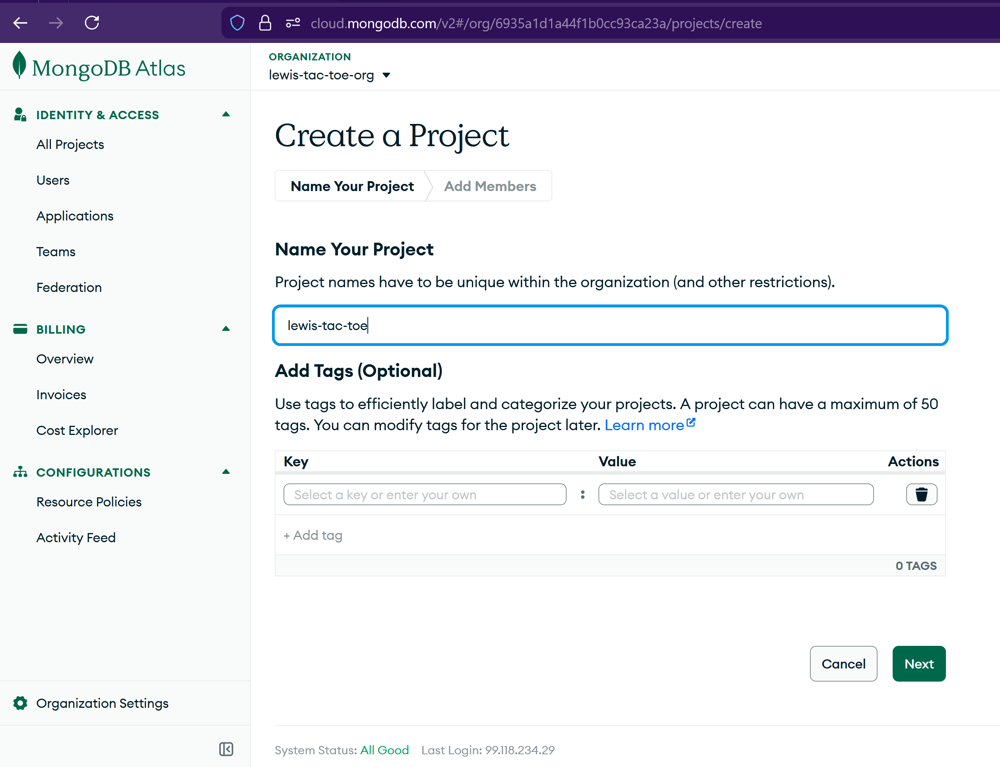 cloud.mongodb.com/v2#/org/6935a1d1a44f1b0cc93ca23a/projects/create
MongoDB Atlas
ORGANIZATION
lewis-tac-toe-org
IDENTITY & ACCESS
All Projects
Users
Applications
Teams
Federation
BILLING
Overview
Invoices
Cost Explorer
CONFIGURATIONS
Resource Policies
Activity Feed
Organization Settings
Create a Project
Name Your Project
Add Members
Name Your Project
Project names have to be unique within the organization (and other restrictions).
lewis-tac-toe
Add Tags (Optional)
Use tags to efficiently label and categorize your projects. A project can have a maximum of 50
tags. You can modify tags for the project later. Learn more
Key Value Actions
Select a key or enter your own : Select a value or enter your own
+ Add tag
0 TAGS
Cancel Next
System Status: All Good Last Login: 99.118.234.29